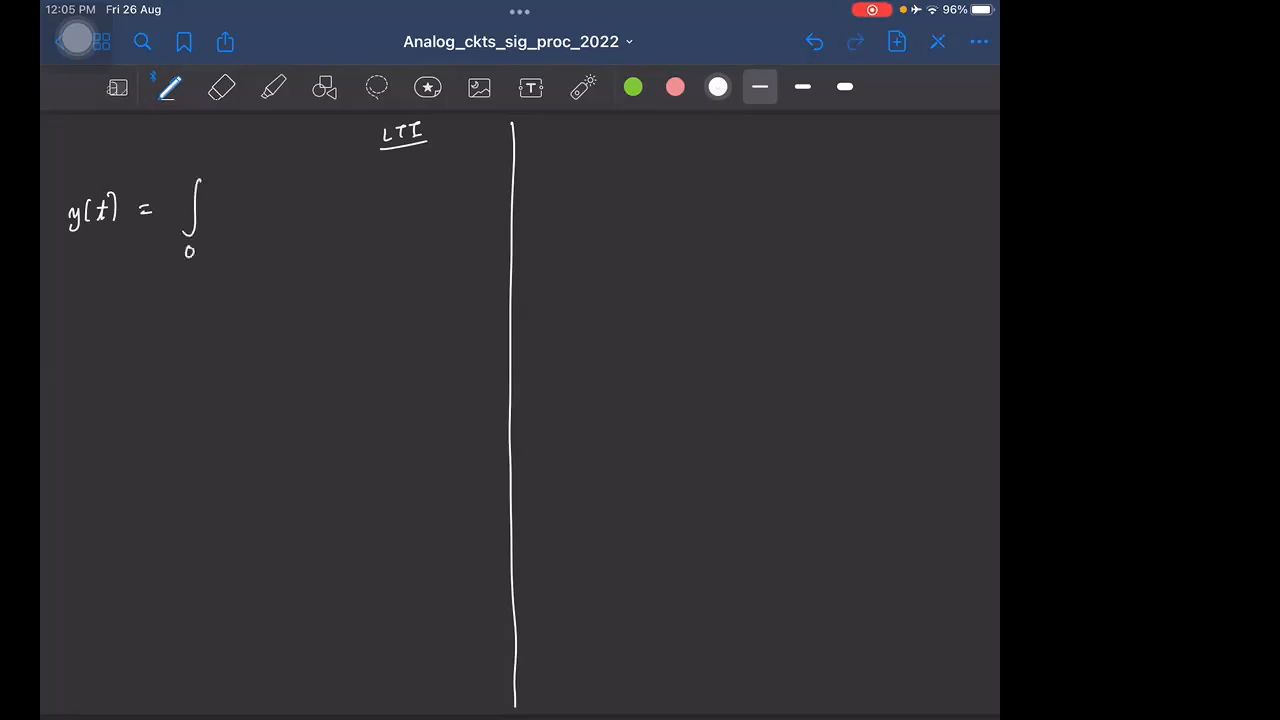 12:05 PM Fri 26 Aug
96%
Analog_ckts_sig_proc_2022
T
LTI
y(t) = ∫
0